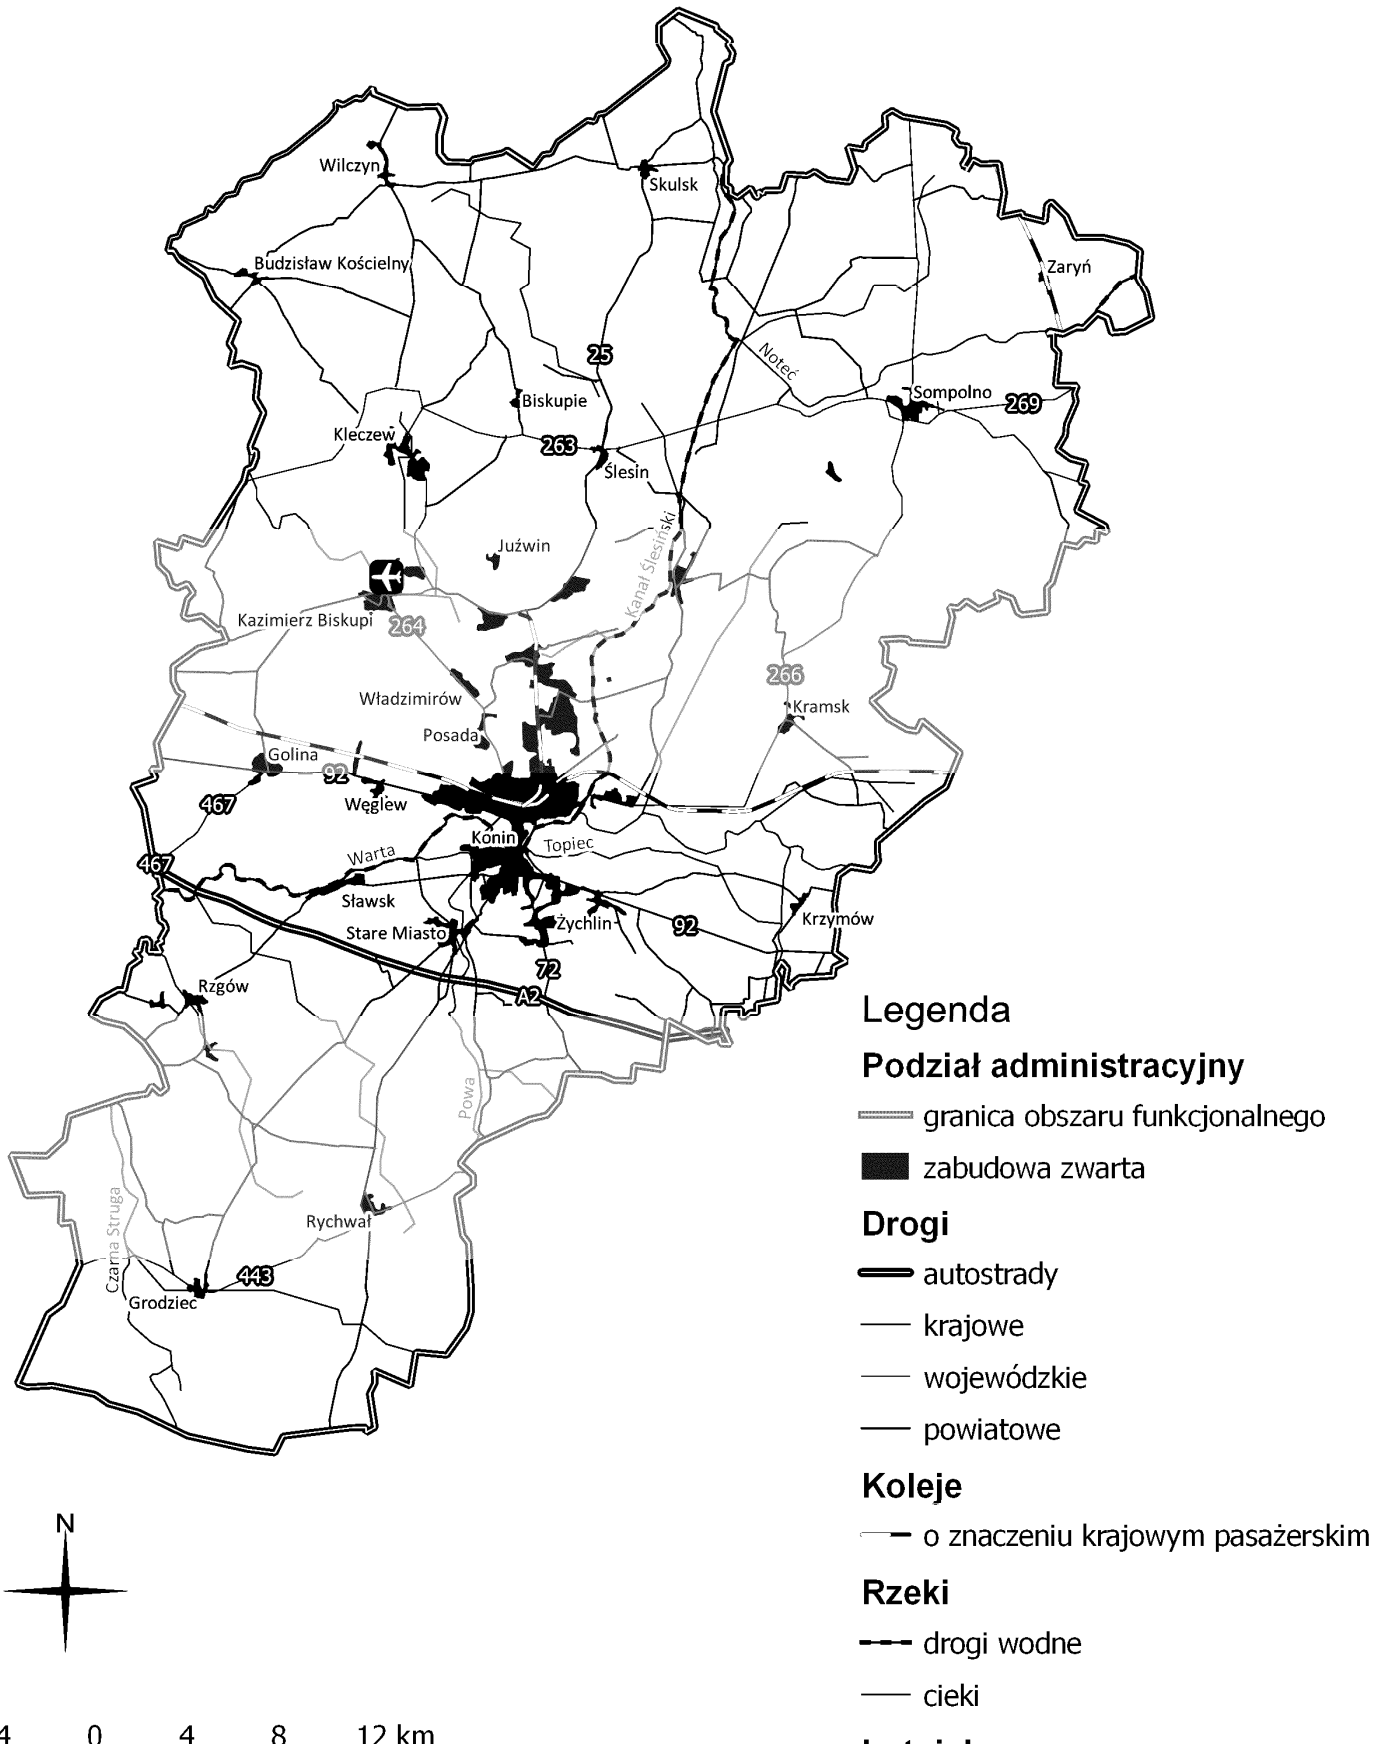 Wilczyn
Skulsk
Budzisław Kościelny
Zaryń
25
Noteć
Biskupie
Sompolno
269
Kleczew
263
Ślesin
Juźwin
Kanał Ślesiński
Kazimierz Biskupi
264
266
Władzimirów
Kramsk
Posada
Golina
92
467
Węglew
Konin
Topiec
Warta
467
Sławsk
Stare Miasto
Żychlin
92
Krzymów
72
Rzgów
A2
Powa
Czarna Struga
Rychwał
443
Grodziec
Legenda
Podział administracyjny
granica obszaru funkcjonalnego
zabudowa zwarta
Drogi
autostrady
krajowe
wojewódzkie
powiatowe
Koleje
o znaczeniu krajowym pasażerskim
Rzeki
drogi wodne
cieki
N
4 0 4 8 12 km